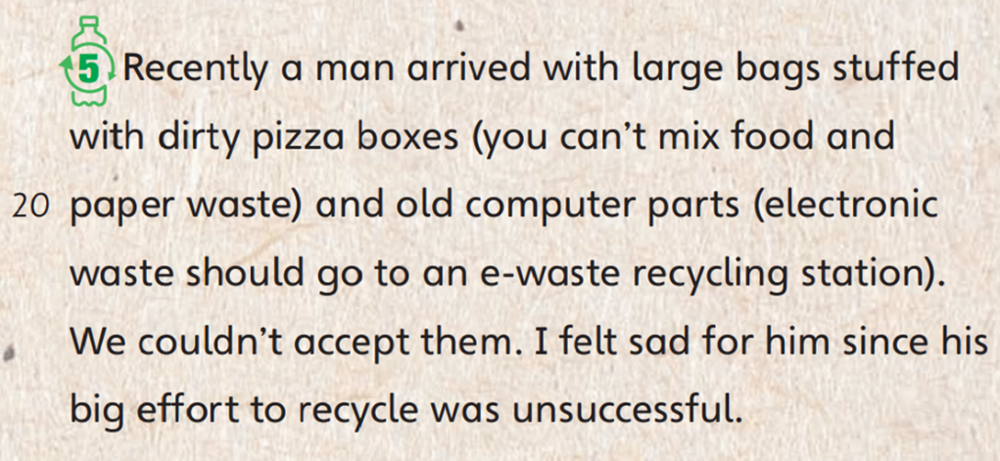 5 Recently a man arrived with large bags stuffed
with dirty pizza boxes (you can't mix food and
20 paper waste) and old computer parts (electronic
waste should go to an e-waste recycling station).
We couldn't accept them. I felt sad for him since his
big effort to recycle was unsuccessful.